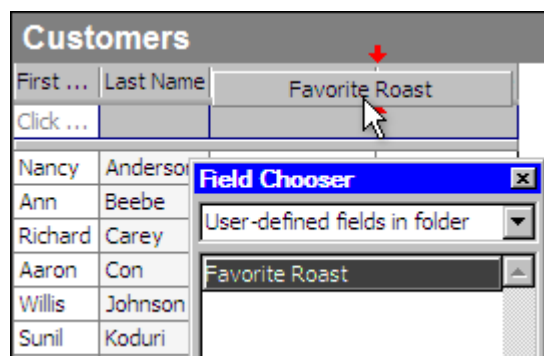 Customers
First ... Last Name Favorite Roast
Click ...
Nancy Anderson
Ann Beebe
Richard Carey
Aaron Con
Willis Johnson
Sunil Koduri
Field Chooser
User-defined fields in folder
Favorite Roast